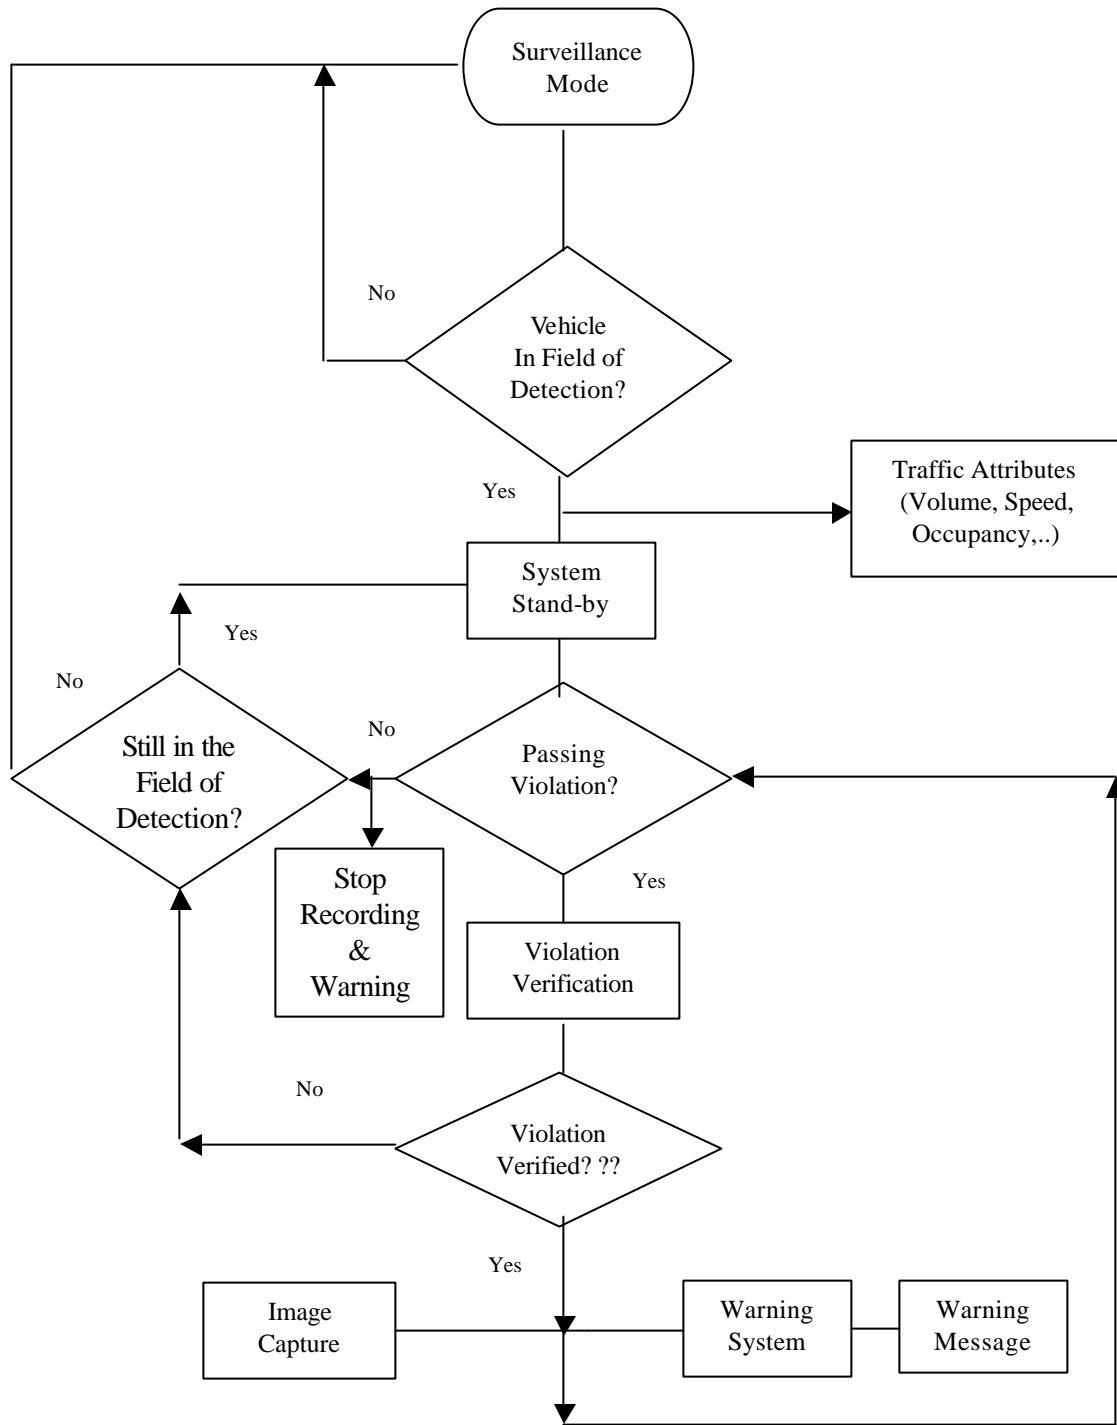 Surveillance
Mode
No
Vehicle
In Field of
Detection?
Yes
Traffic Attributes
(Volume, Speed,
Occupancy,..)
System
Stand-by
Yes
No
Still in the
Field of
Detection?
No
Passing
Violation?
Stop
Recording
&
Warning
Yes
Violation
Verification
No
Violation
Verified? ??
Yes
Image
Capture
Warning
System
Warning
Message